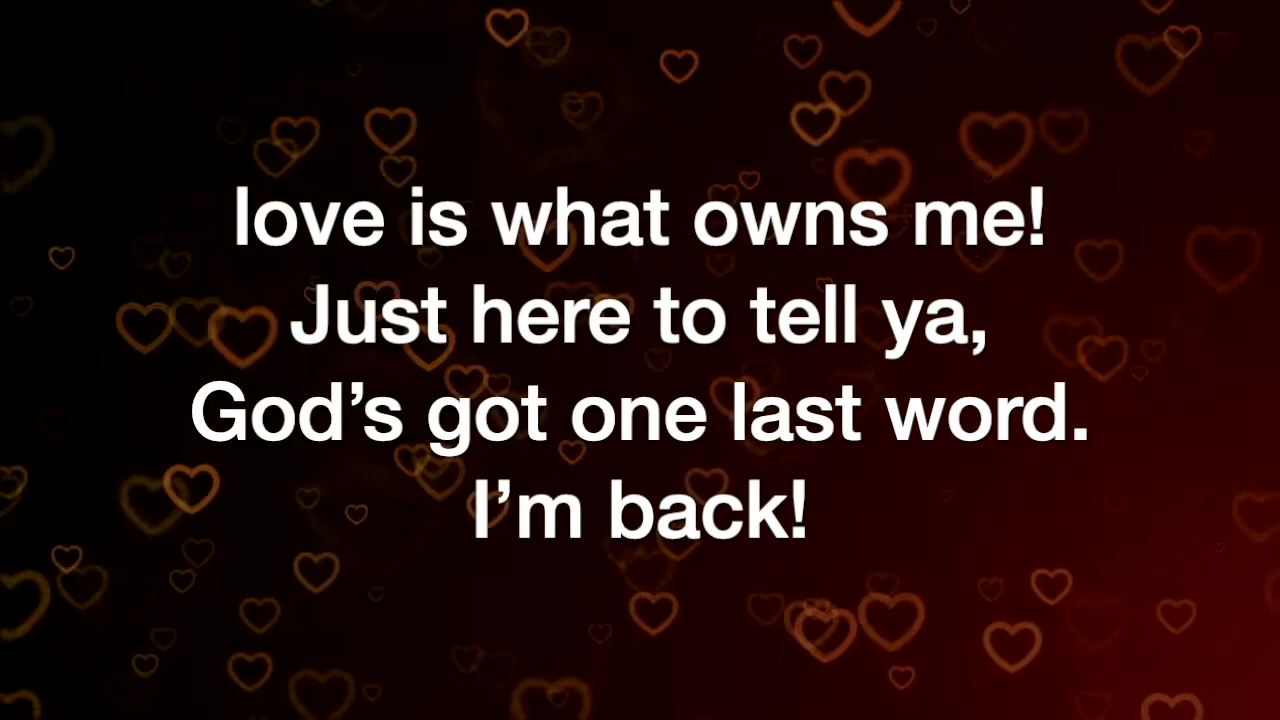 love is what owns me!
Just here to tell ya,
God’s got one last word.
I’m back!